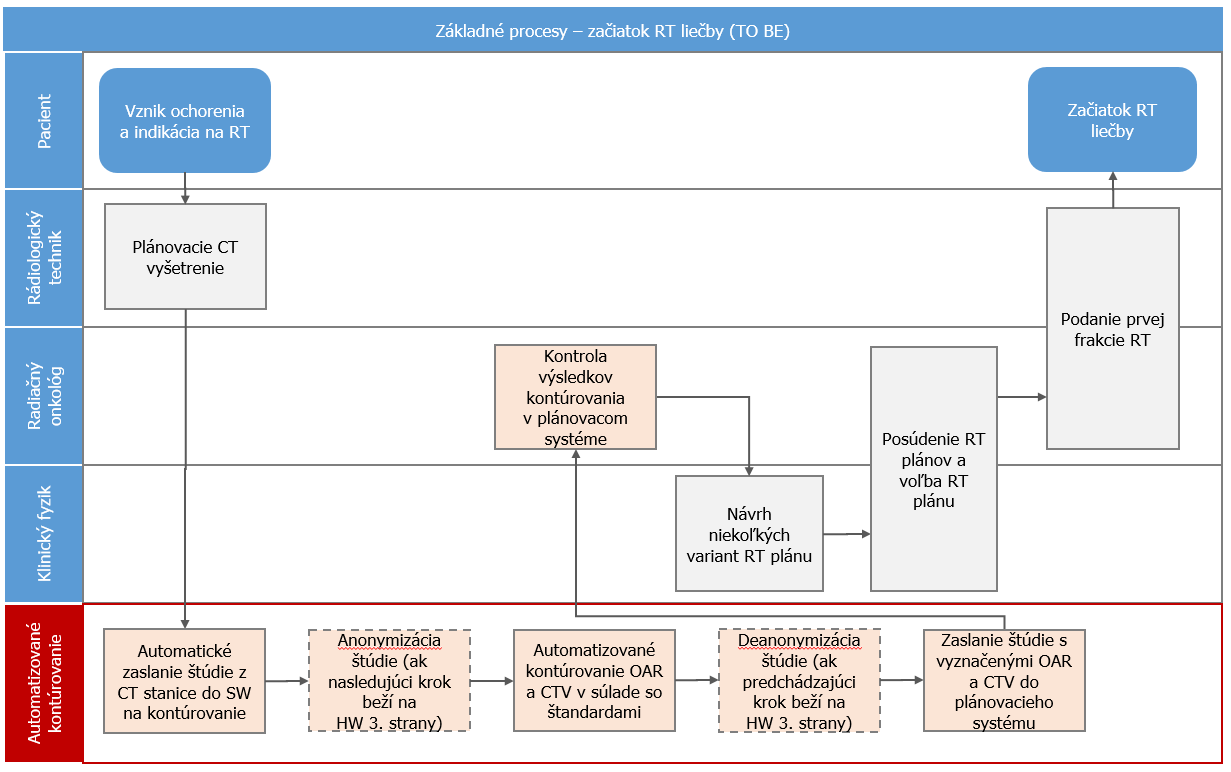 Základné procesy – začiatok RT liečby (TO BE)
Pacient
Vznik ochorenia
a indikácia na RT
Začiatok RT
liečby
Rádiologický
technik
Plánovacie CT
vyšetrenie
Podanie prvej
frakcie RT
Radiačný
onkológ
Kontrola
výsledkov
kontúrovania
v plánovacom
systéme
Posúdenie RT
plánov a
voľba RT
plánu
Klinický fyzik
Návrh
niekoľkých
variant RT plánu
Automatizované
kontúrovanie
Automatické
zaslanie štúdie z
CT stanice do SW
na kontúrovanie
Anonymizácia
štúdie (ak
nasledujúci krok
beží na
HW 3. strany)
Automatizované
kontúrovanie OAR
a CTV v súlade so
štandardami
Deanonymizácia
štúdie (ak
predchádzajúci
krok beží na
HW 3. strany)
Zaslanie štúdie s
vyznačenými OAR
a CTV do
plánovacieho
systému